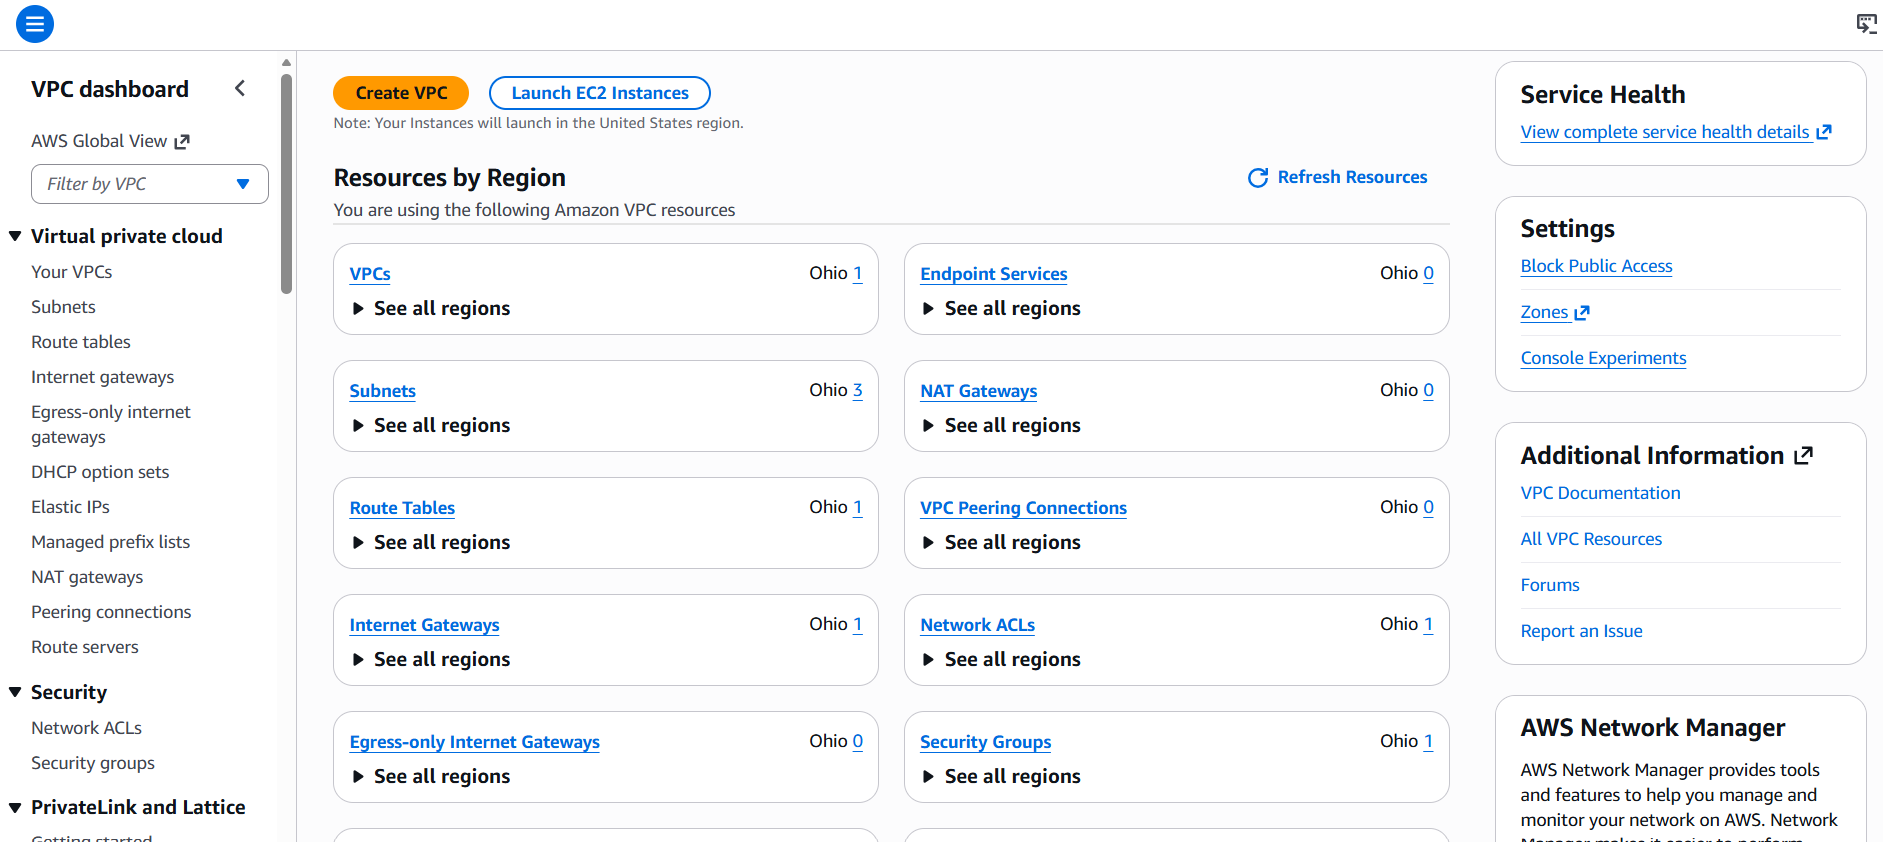 VPC dashboard
AWS Global View
Filter by VPC
Virtual private cloud
Your VPCs
Subnets
Route tables
Internet gateways
Egress-only internet
gateways
DHCP option sets
Elastic IPs
Managed prefix lists
NAT gateways
Peering connections
Route servers
Security
Network ACLs
Security groups
PrivateLink and Lattice
Getting started
Create VPC
Launch EC2 Instances
Note: Your Instances will launch in the United States region.
Resources by Region
Refresh Resources
You are using the following Amazon VPC resources
VPCs Ohio 1
See all regions
Endpoint Services Ohio 0
See all regions
Subnets Ohio 3
See all regions
NAT Gateways Ohio 0
See all regions
Route Tables Ohio 1
See all regions
VPC Peering Connections Ohio 0
See all regions
Internet Gateways Ohio 1
See all regions
Network ACLs Ohio 1
See all regions
Egress-only Internet Gateways Ohio 0
See all regions
Security Groups Ohio 1
See all regions
Service Health
View complete service health details
Settings
Block Public Access
Zones
Console Experiments
Additional Information
VPC Documentation
All VPC Resources
Forums
Report an Issue
AWS Network Manager
AWS Network Manager provides tools
and features to help you manage and
monitor your network on AWS. Network
Manager makes it easier to perform